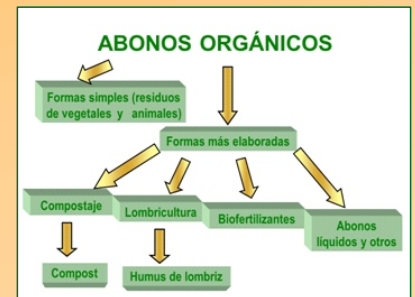 ABONOS ORGÁNICOS
Formas simples (residuos
de vegetales y animales)
Formas más elaboradas
Compostaje
Lombricultura
Biofertilizantes
Abonos
líquidos y otros
Compost
Humus de lombriz